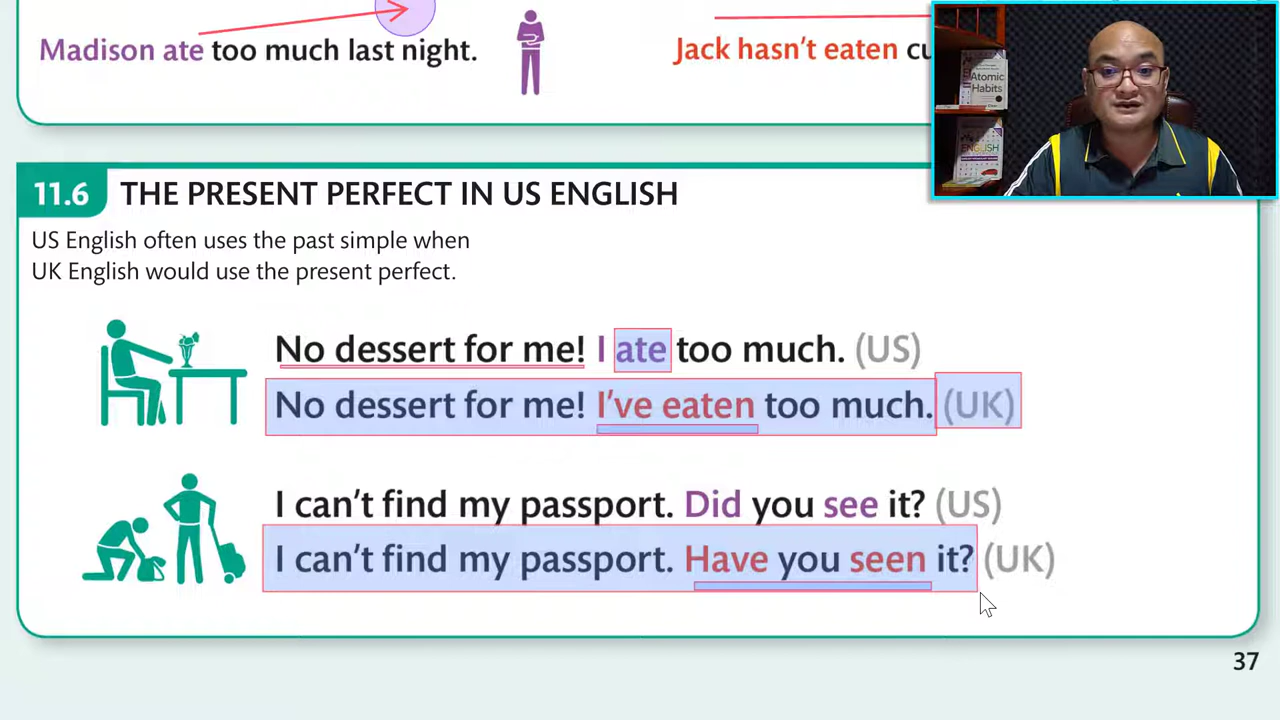 Madison ate too much last night.
Jack hasn't eaten
Atomic
Habits
ENGLISH
11.6 THE PRESENT PERFECT IN US ENGLISH
US English often uses the past simple when
UK English would use the present perfect.
No dessert for me! I ate too much. (US)
No dessert for me! I've eaten too much. (UK)
I can't find my passport. Did you see it? (US)
I can't find my passport. Have you seen it? (UK)
37